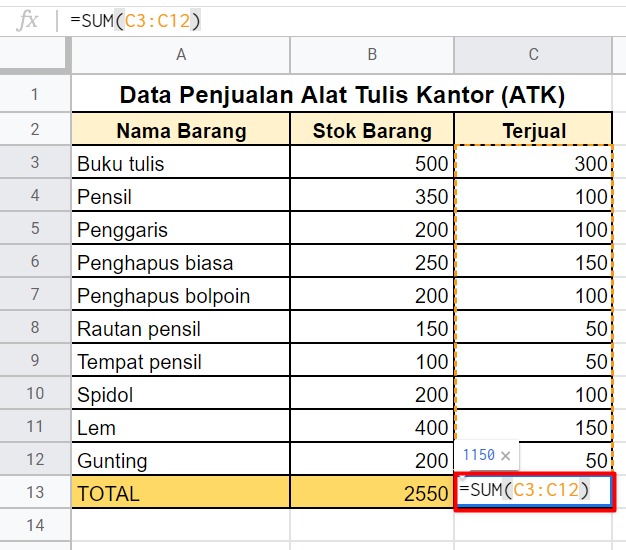 fx =SUM(C3:C12)
A B C
1 Data Penjualan Alat Tulis Kantor (ATK)
2 Nama Barang Stok Barang Terjual
3 Buku tulis 500 300
4 Pensil 350 100
5 Penggaris 200 100
6 Penghapus biasa 250 150
7 Penghapus bolpoin 200 100
8 Rautan pensil 150 50
9 Tempat pensil 100 50
10 Spidol 200 100
11 Lem 400 150
1150 ×
12 Gunting 200 50
13 TOTAL 2550 =SUM(C3:C12)
14